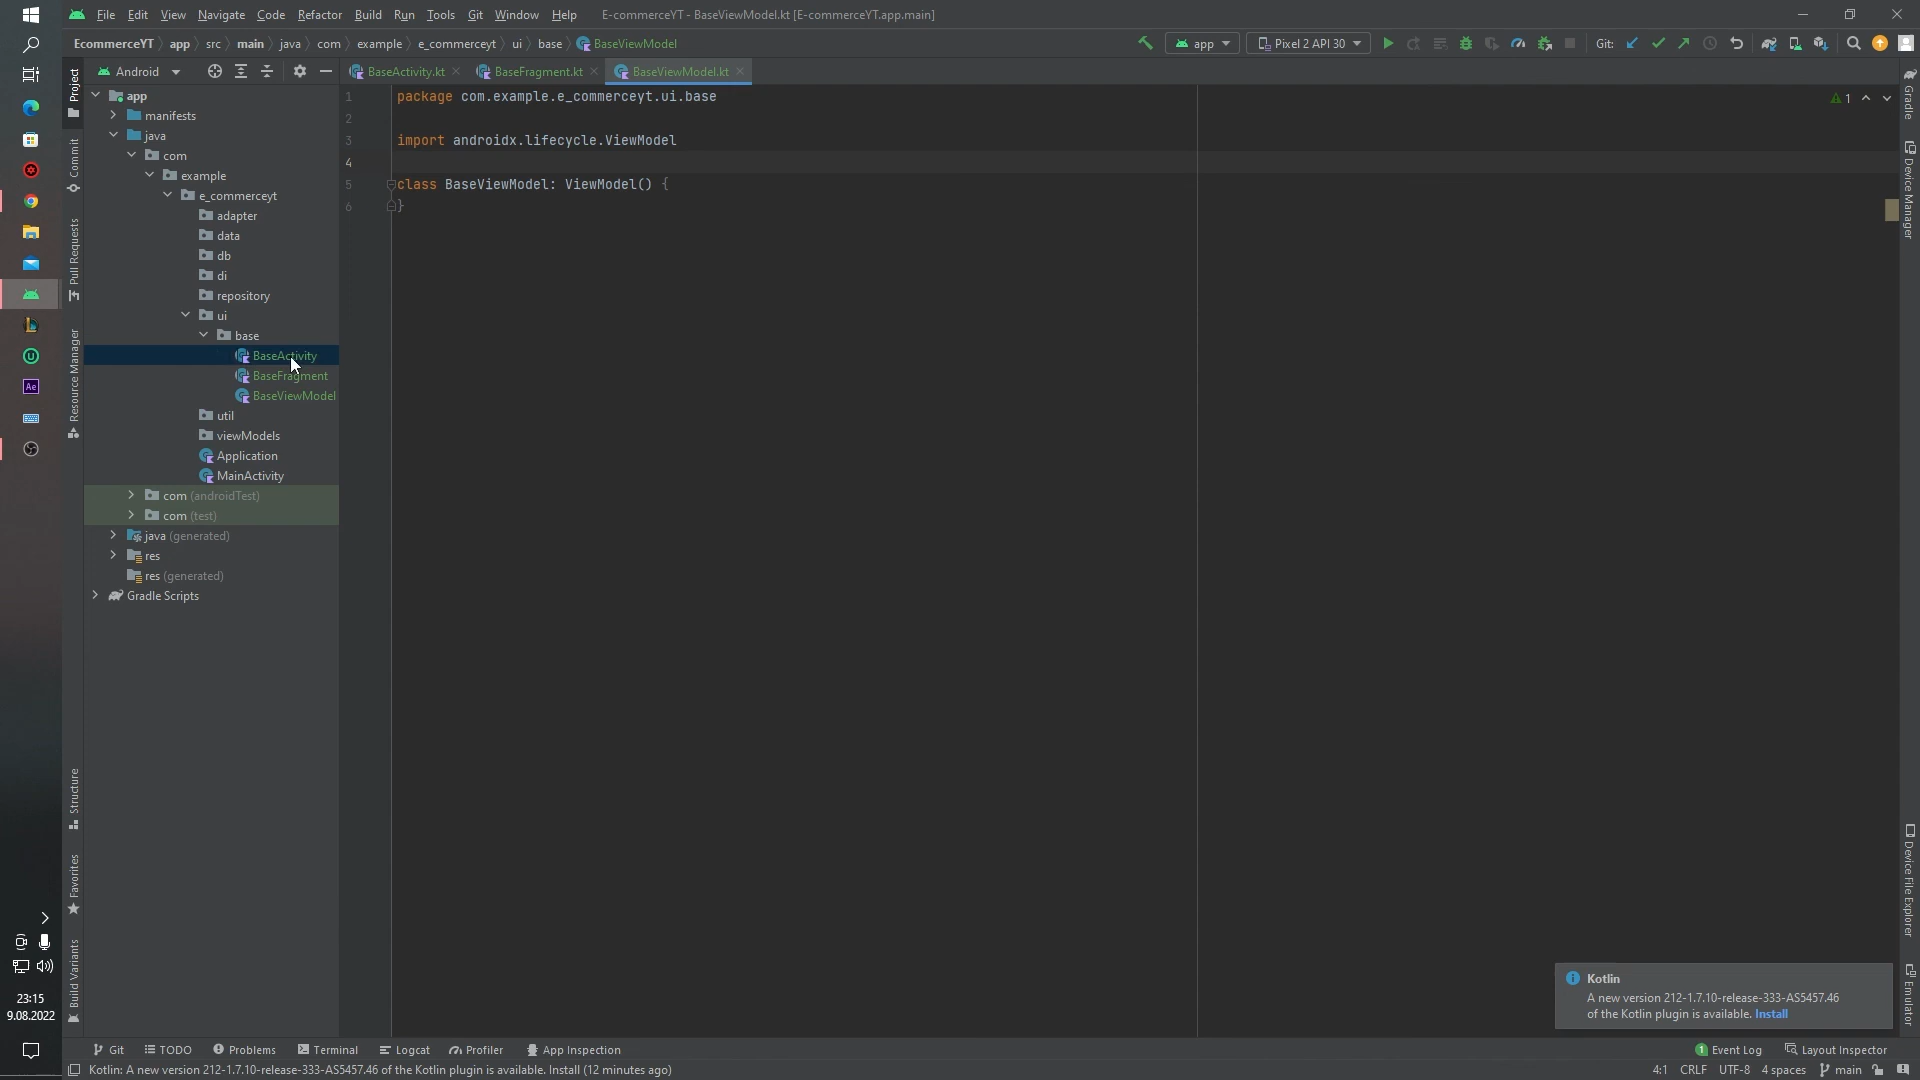 File Edit View Navigate Code Refactor Build Run Tools Git Window Help E-commerceYT - BaseViewModel.kt [E-commerceYT.app.main]
EcommerceYT app src main java com example e_commerceyt ui base BaseViewModel app Pixel 2 API 30 Git:
Project
Commit
Pull Requests
Resource Manager
Structure
Favorites
Build Variants
Android
BaseActivity.kt BaseFragment.kt BaseViewModel.kt
app
manifests
java
com
example
e_commerceyt
adapter
data
db
di
repository
ui
base
BaseActivity
BaseFragment
BaseViewModel
util
viewModels
Application
MainActivity
com (androidTest)
com (test)
java (generated)
res
res (generated)
Gradle Scripts
1 package com.example.e_commerceyt.ui.base
2
3 import androidx.lifecycle.ViewModel
4
5 class BaseViewModel: ViewModel() {
6 }
1
Gradle
Device Manager
Device File Explorer
Emulator
Kotlin
A new version 212-1.7.10-release-333-AS5457.46
of the Kotlin plugin is available. Install
Ae
23:15
9.08.2022
Git TODO Problems Terminal Logcat Profiler App Inspection 1 Event Log Layout Inspector
Kotlin: A new version 212-1.7.10-release-333-AS5457.46 of the Kotlin plugin is available. Install (12 minutes ago) 4:1 CRLF UTF-8 4 spaces main